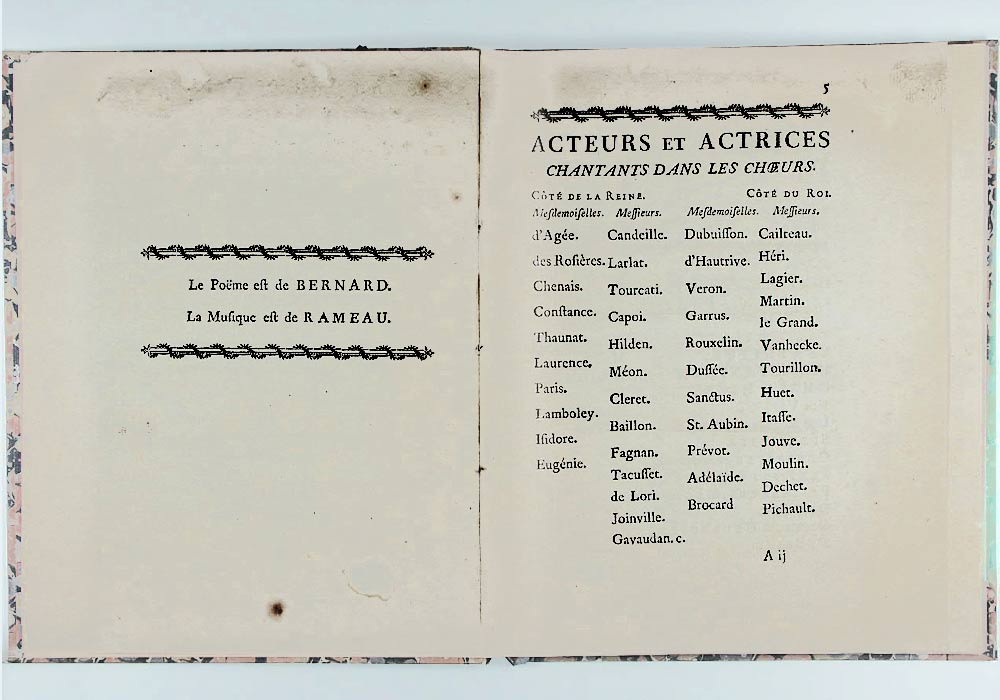 Le Poëme eſt de BERNARD.
La Muſique eſt de RAMEAU.
5
ACTEURS ET ACTRICES
CHANTANTS DANS LES CHŒURS.
CÔTÉ DE LA REINE. CÔTÉ DU ROI.
Meſdemoiſelles. Meſſieurs. Meſdemoiſelles. Meſſieurs.
d'Agée. Candeille. Dubuiſſon. Cailteau.
des Roſières. Larlat. d'Hautrive. Héri.
Chenais. Tourcati. Veron. Lagier.
Conſtance. Capoi. Garrus. Martin.
Thaunat. Hilden. Rouxelin. le Grand.
Laurence. Méon. Duſſée. Vanhecke.
Paris. Cleret. Sanctus. Tourillon.
Lamboley. Baillon. St. Aubin. Huet.
Iſidore. Fagnan. Prévot. Itaſſe.
Eugénie. Tacuſſet. Adélaïde. Jouve.
de Lori. Brocard Moulin.
Joinville. Dechet.
Gavaudan. c. Pichault.
A ij